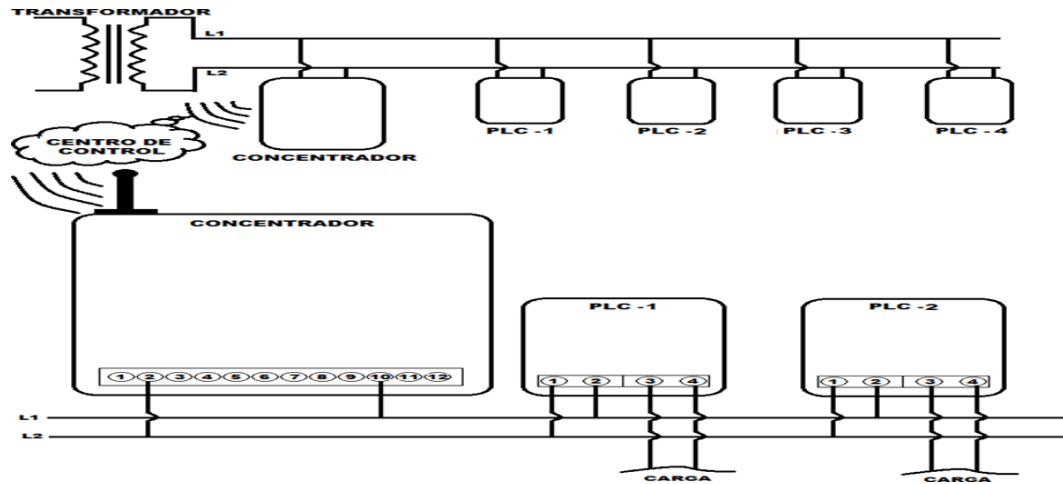 TRANSFORMADOR
L1
L2
CENTRO DE
CONTROL
CONCENTRADOR
PLC -1
PLC -2
PLC -3
PLC - 4
CONCENTRADOR
1 2 3 4 5 6 7 8 9 10 11 12
PLC -1
1 2 3 4
PLC -2
1 2 3 4
L1
L2
CARGA
CARGA